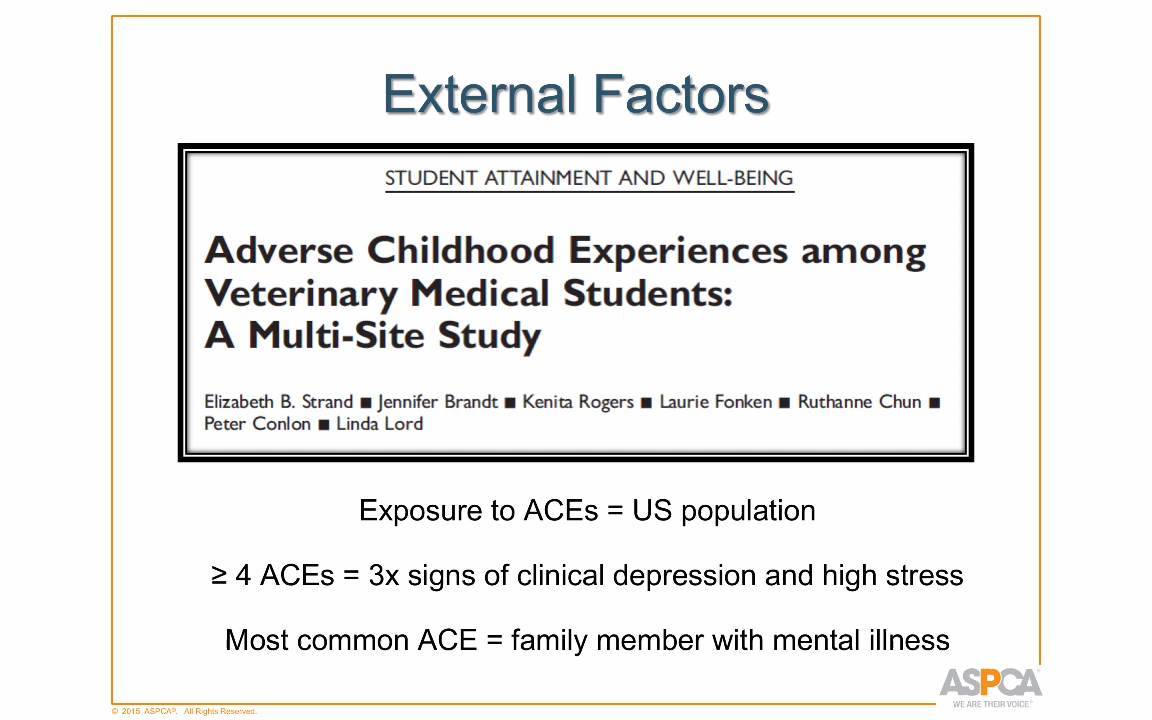 External Factors
STUDENT ATTAINMENT AND WELL-BEING
Adverse Childhood Experiences among
Veterinary Medical Students:
A Multi-Site Study
Elizabeth B. Strand ■ Jennifer Brandt ■ Kenita Rogers ■ Laurie Fonken ■ Ruthanne Chun ■
Peter Conlon ■ Linda Lord
Exposure to ACEs = US population
≥ 4 ACEs = 3x signs of clinical depression and high stress
Most common ACE = family member with mental illness
ASPCA®
WE ARE THEIR VOICE.®
© 2015 ASPCA®. All Rights Reserved.